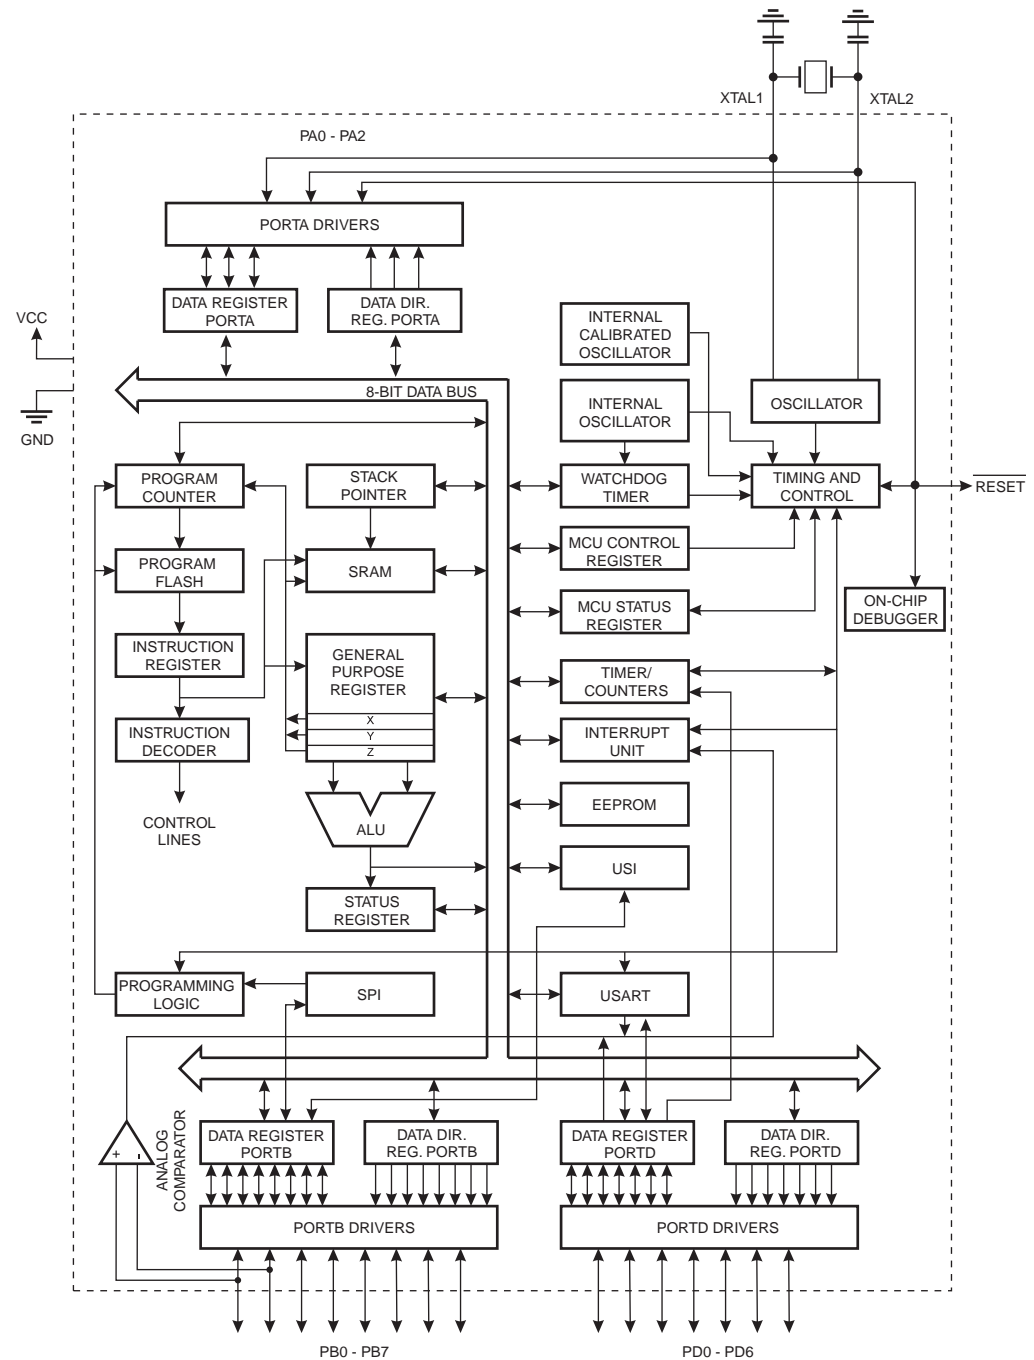 XTAL1
XTAL2
PA0 - PA2
PORTA DRIVERS
DATA REGISTER
PORTA
DATA DIR.
REG. PORTA
VCC
GND
8-BIT DATA BUS
INTERNAL
CALIBRATED
OSCILLATOR
INTERNAL
OSCILLATOR
OSCILLATOR
PROGRAM
COUNTER
STACK
POINTER
WATCHDOG
TIMER
TIMING AND
CONTROL
RESET
PROGRAM
FLASH
SRAM
MCU CONTROL
REGISTER
MCU STATUS
REGISTER
ON-CHIP
DEBUGGER
INSTRUCTION
REGISTER
GENERAL
PURPOSE
REGISTER
X
Y
Z
TIMER/
COUNTERS
INSTRUCTION
DECODER
INTERRUPT
UNIT
CONTROL
LINES
ALU
EEPROM
USI
STATUS
REGISTER
PROGRAMMING
LOGIC
SPI
USART
ANALOG
COMPARATOR
+
-
DATA REGISTER
PORTB
DATA DIR.
REG. PORTB
DATA REGISTER
PORTD
DATA DIR.
REG. PORTD
PORTB DRIVERS
PORTD DRIVERS
PB0 - PB7
PD0 - PD6